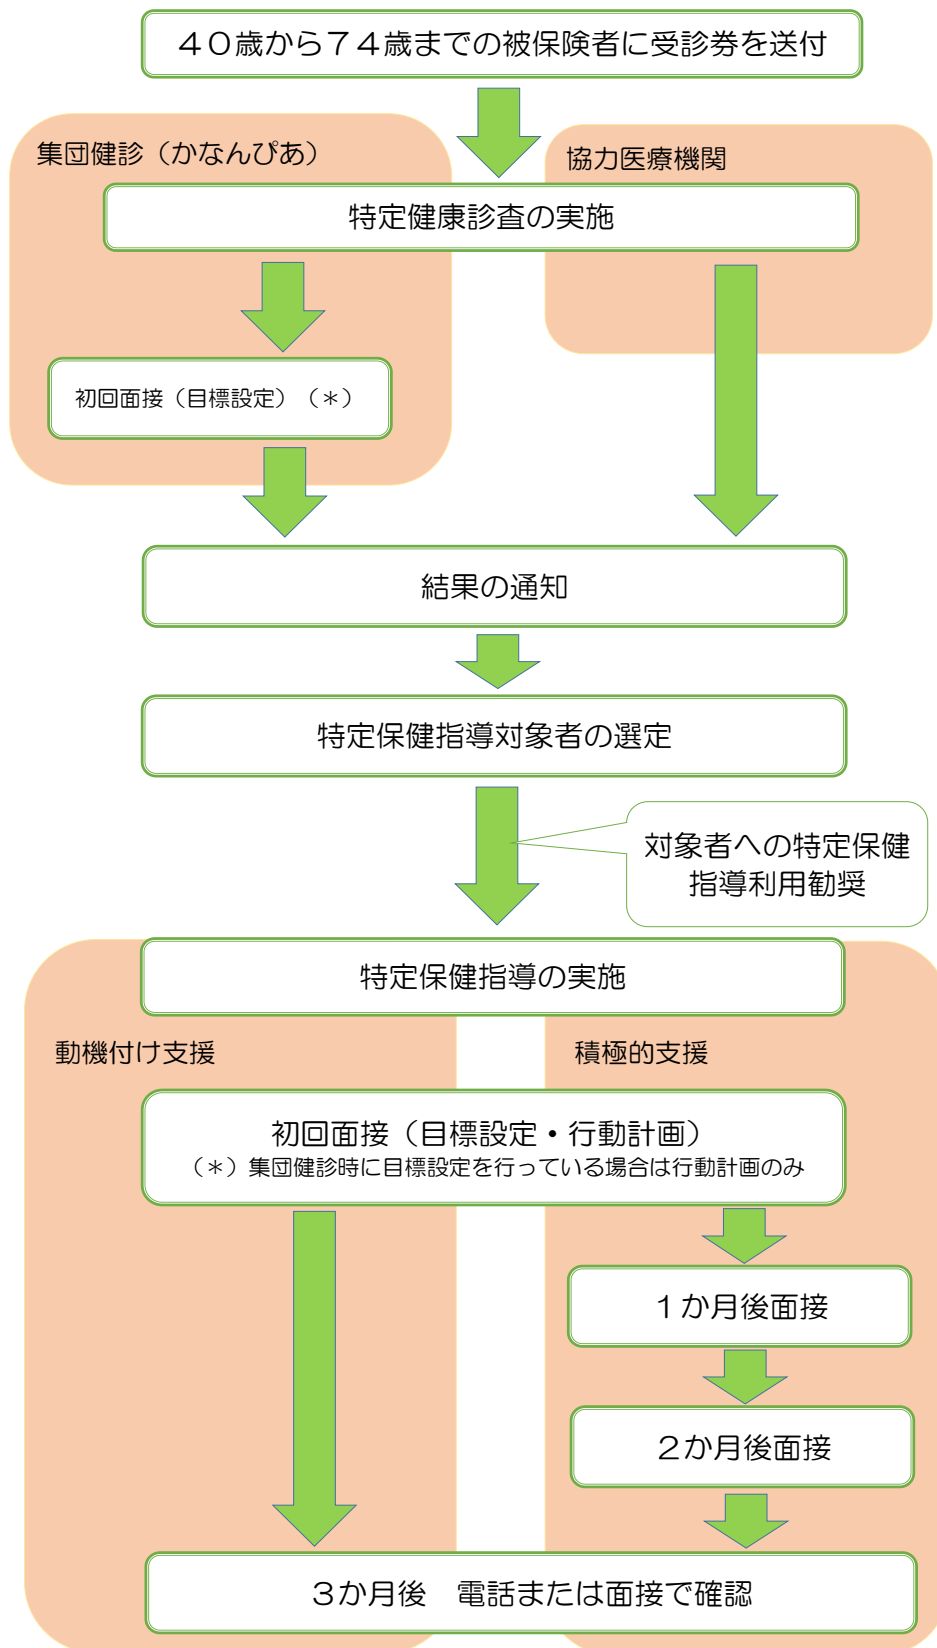 ４０歳から７４歳までの被保険者に受診券を送付
集団健診（かなんぴあ）
協力医療機関
特定健康診査の実施
初回面接（目標設定）（＊）
結果の通知
特定保健指導対象者の選定
対象者への特定保健
指導利用勧奨
特定保健指導の実施
動機付け支援
積極的支援
初回面接（目標設定・行動計画）
（＊）集団健診時に目標設定を行っている場合は行動計画のみ
１か月後面接
２か月後面接
３か月後　電話または面接で確認